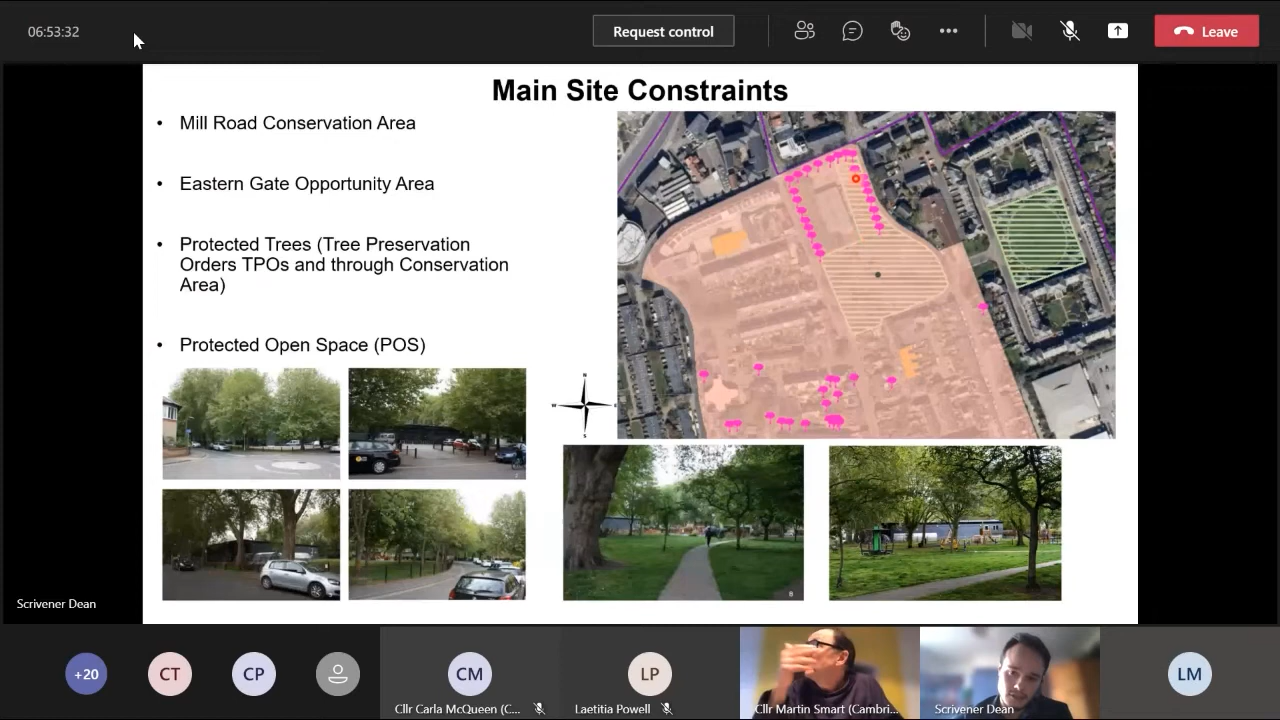 06:53:32
Request control
Leave
Main Site Constraints
• Mill Road Conservation Area
• Eastern Gate Opportunity Area
• Protected Trees (Tree Preservation
Orders TPOs and through Conservation
Area)
• Protected Open Space (POS)
N
W
E
S
8
Scrivener Dean
+20
CT
CP
CM
Cllr Carla McQueen (C...
LP
Laetitia Powell
Cllr Martin Smart (Cambri...
Scrivener Dean
LM